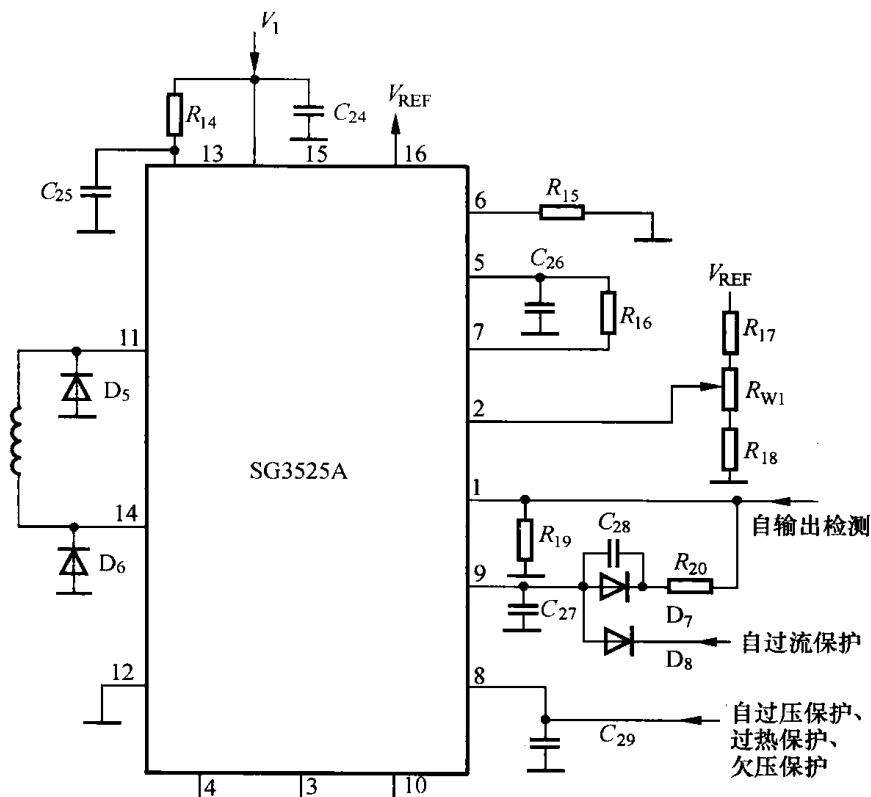 V₁
R₁₄
C₂₄
V_REF
13
15
16
C₂₅
6
R₁₅
5
C₂₆
V_REF
R₁₆
R₁₇
7
11
D₅
R_W1
2
R₁₈
SG3525A
1
14
自输出检测
C₂₈
R₁₉
R₂₀
D₆
9
C₂₇
D₇
自过流保护
D₈
12
8
自过压保护、
C₂₉
过热保护、
欠压保护
4
3
10